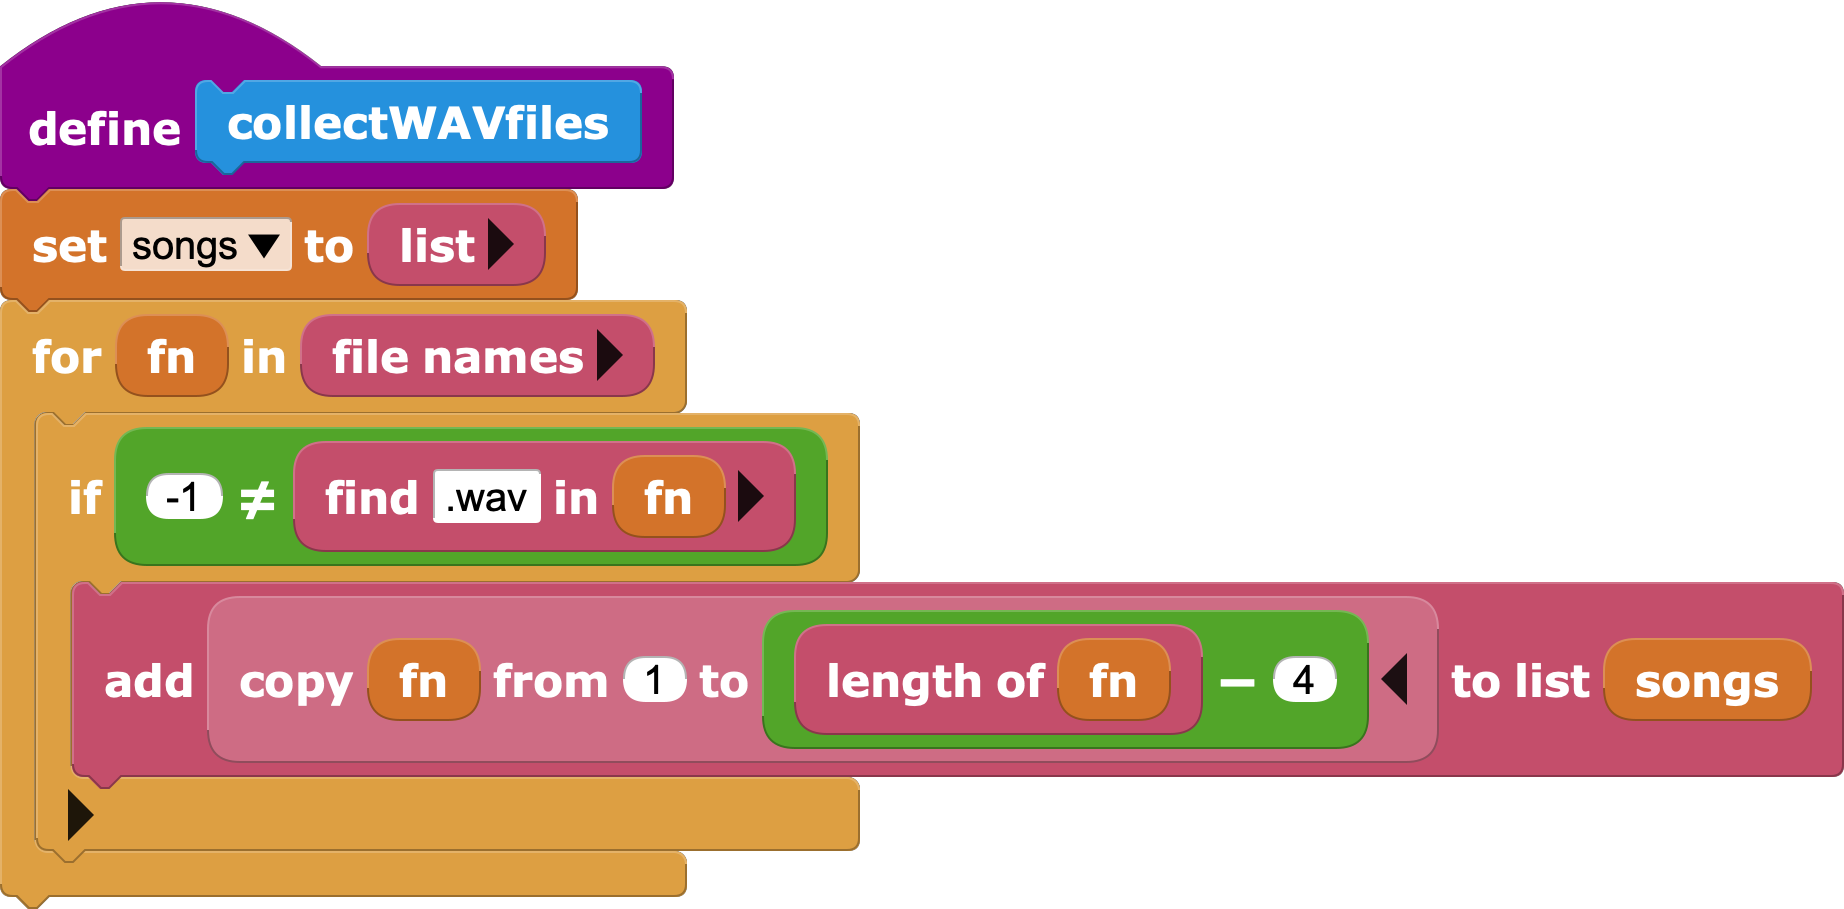 define collectWAVfiles
set songs to list
for fn in file names
if -1 ≠ find .wav in fn
add copy fn from 1 to length of fn − 4 to list songs